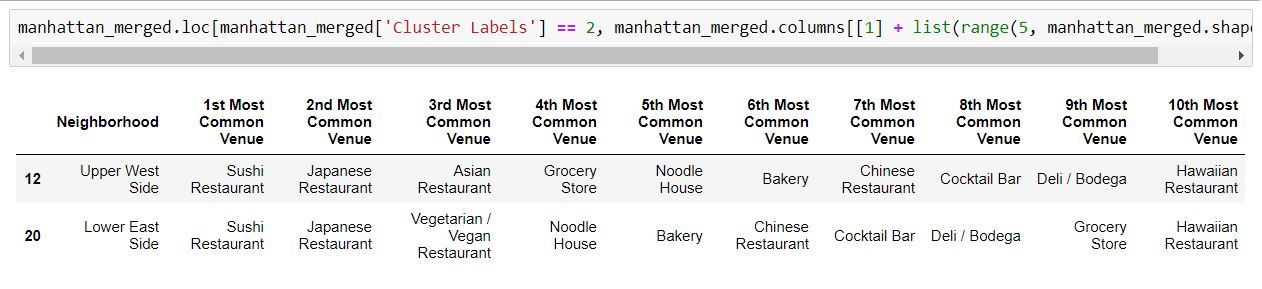 manhattan_merged.loc[manhattan_merged['Cluster Labels'] == 2, manhattan_merged.columns[[1] + list(range(5, manhattan_merged.shape
Neighborhood 1st Most Common Venue 2nd Most Common Venue 3rd Most Common Venue 4th Most Common Venue 5th Most Common Venue 6th Most Common Venue 7th Most Common Venue 8th Most Common Venue 9th Most Common Venue 10th Most Common Venue
12 Upper West Side Sushi Restaurant Japanese Restaurant Asian Restaurant Grocery Store Noodle House Bakery Chinese Restaurant Cocktail Bar Deli / Bodega Hawaiian Restaurant
20 Lower East Side Sushi Restaurant Japanese Restaurant Vegetarian / Vegan Restaurant Noodle House Bakery Chinese Restaurant Cocktail Bar Deli / Bodega Grocery Store Hawaiian Restaurant